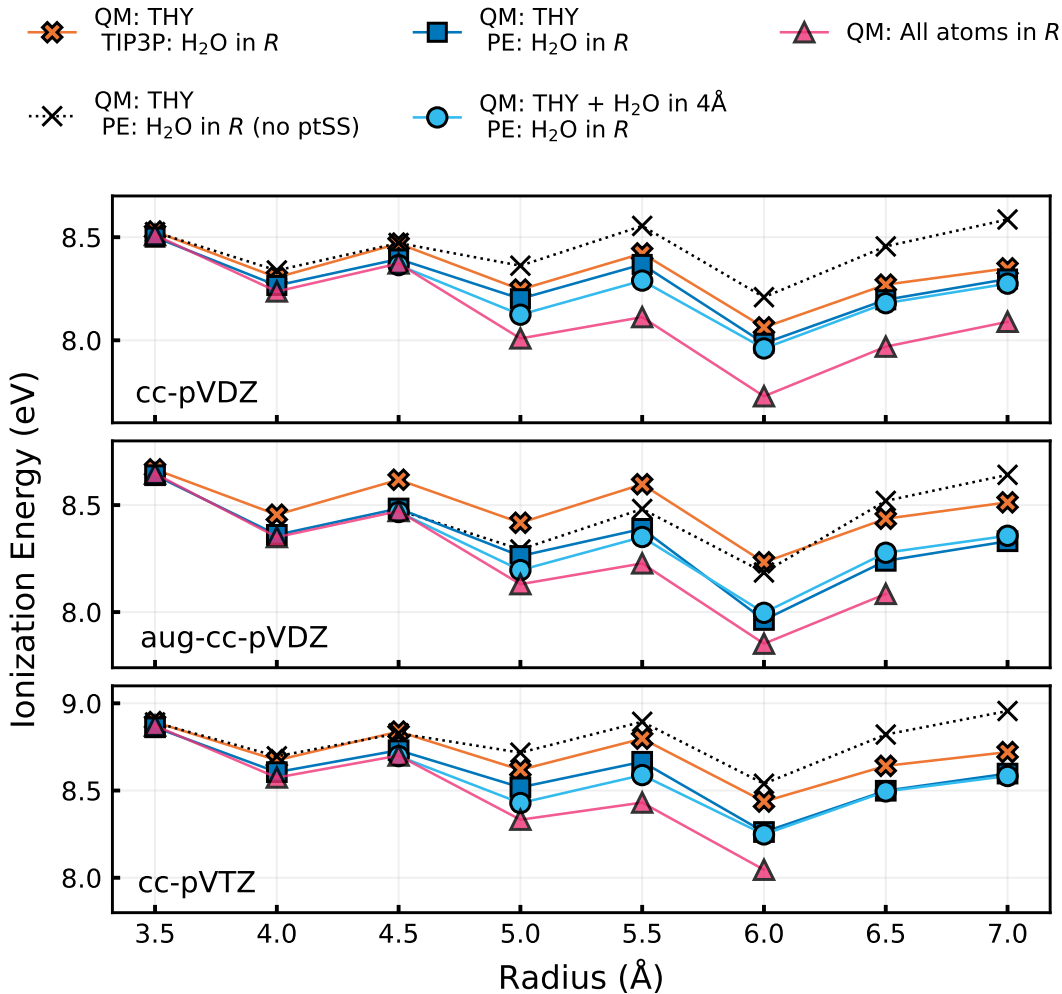 QM: THY
TIP3P: H₂O in R
QM: THY
PE: H₂O in R
QM: All atoms in R
QM: THY
PE: H₂O in R (no ptSS)
QM: THY + H₂O in 4Å
PE: H₂O in R
Ionization Energy (eV)
8.5
8.0
cc-pVDZ
8.5
8.0
aug-cc-pVDZ
9.0
8.5
8.0
cc-pVTZ
3.5 4.0 4.5 5.0 5.5 6.0 6.5 7.0
Radius (Å)